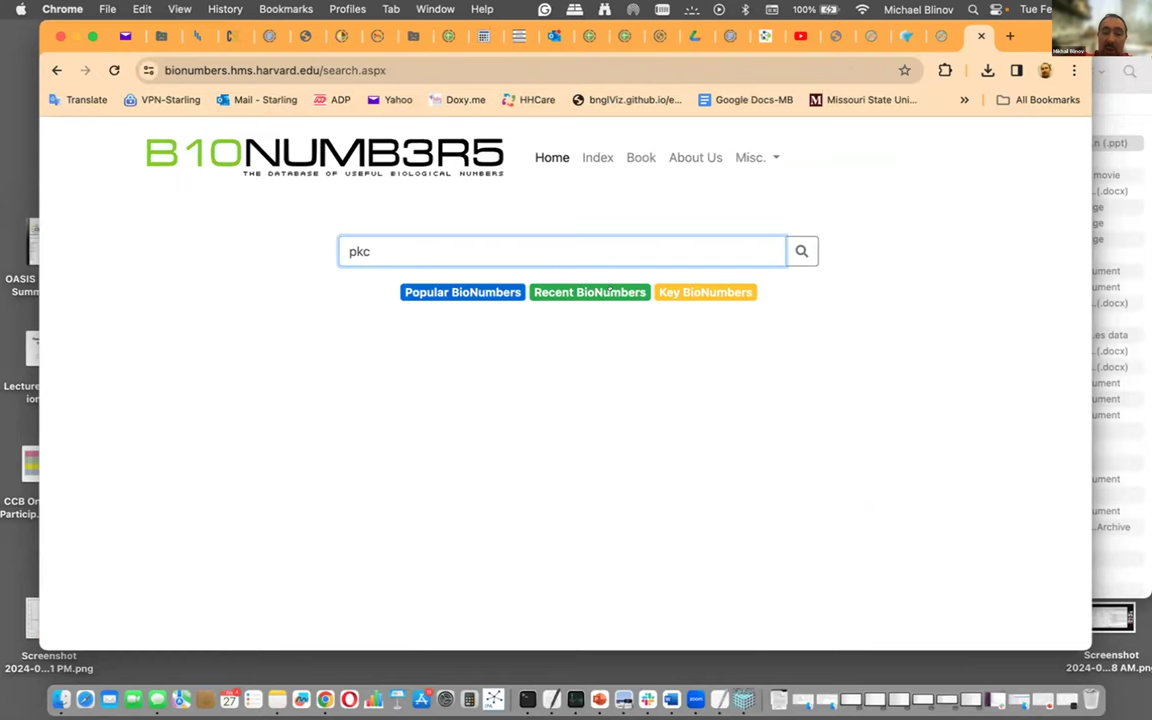 Chrome File Edit View History Bookmarks Profiles Tab Window Help 100% Michael Blinov Tue Fe
Mikhail Blinov
bionumbers.hms.harvard.edu/search.aspx
Translate VPN-Starling Mail - Starling ADP Yahoo Doxy.me HHCare bnglViz.github.io/e... Google Docs-MB Missouri State Uni... All Bookmarks
B10NUMB3R5 Home Index Book About Us Misc.
THE DATABASE OF USEFUL BIOLOGICAL NUMBERS
pkc
Popular BioNumbers Recent BioNumbers Key BioNumbers
OASIS
Summ
Lecture
ion
CCB On
Particip..
Screenshot
2024-0...1 PM.png
.n (.ppt)
movie
.(.docx)
ge
ge
ge
ument
ument
.(.docx)
.es data
.(.docx)
.(.docx)
ument
ument
ument
ument
ument
..Archive
Screenshot
2024-0...8 AM.png
27